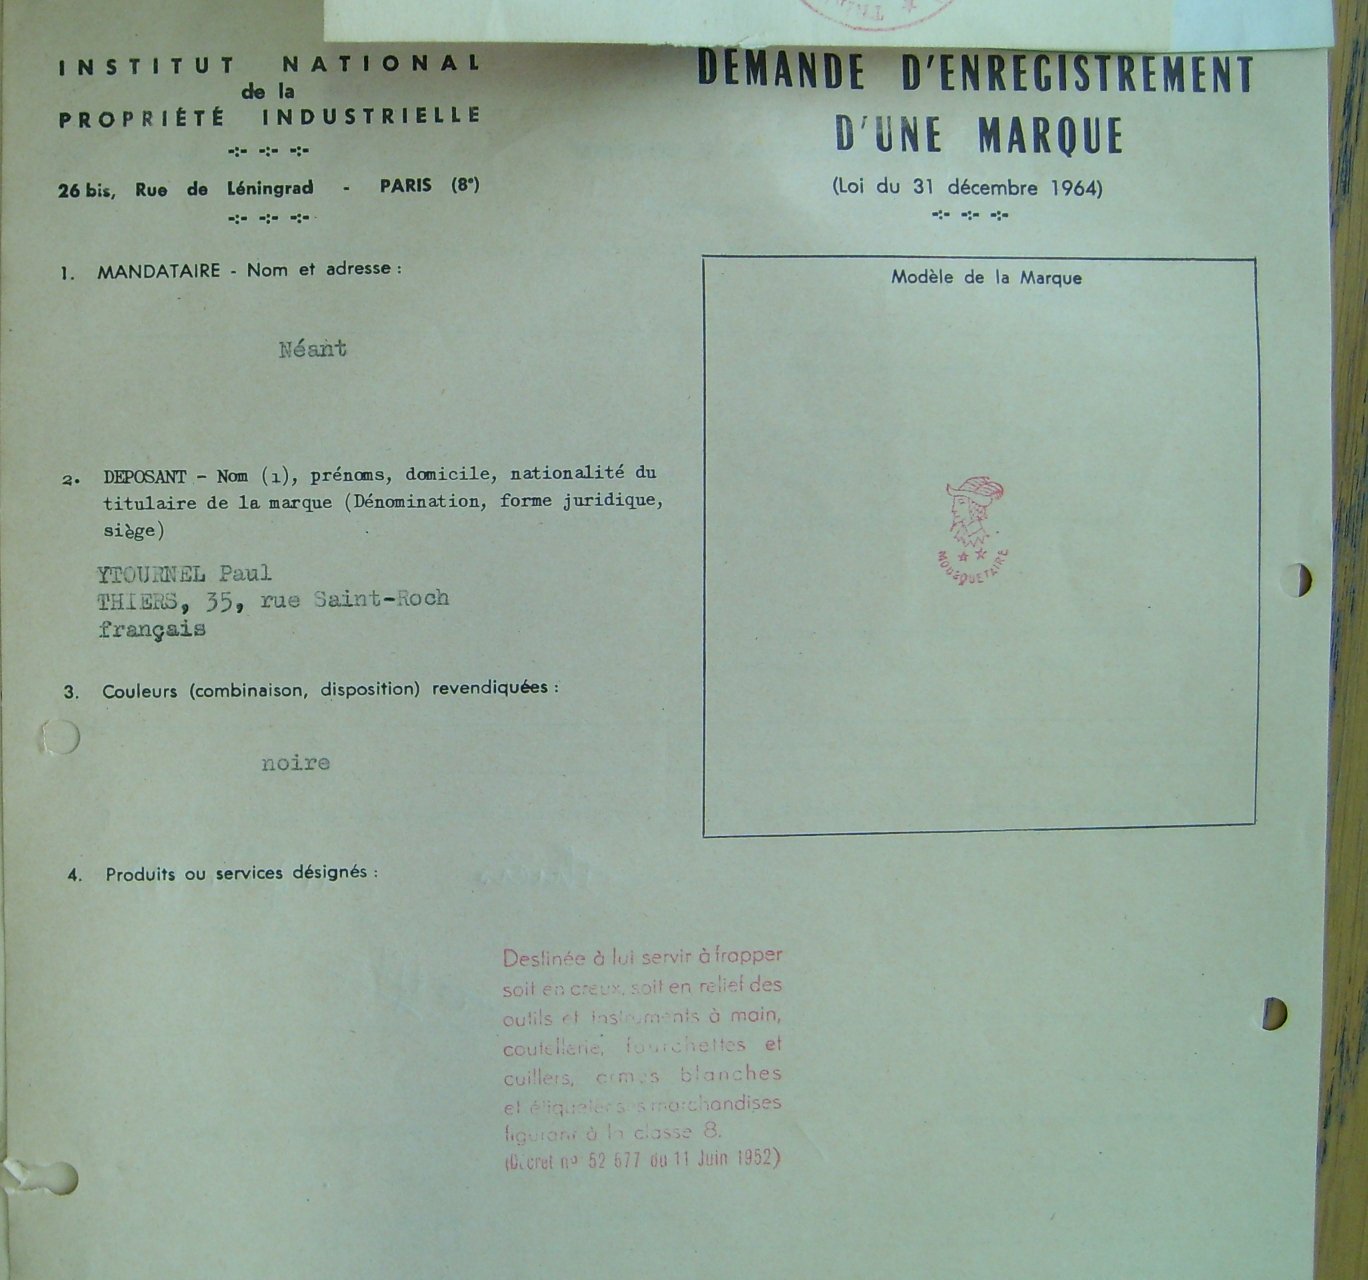 INSTITUT NATIONAL
de la
PROPRIÉTÉ INDUSTRIELLE
26 bis, Rue de Léningrad - PARIS (8e)
DEMANDE D'ENREGISTREMENT
D'UNE MARQUE
(Loi du 31 décembre 1964)
1. MANDATAIRE - Nom et adresse :
Néant
2. DEPOSANT - Nom (1), prénoms, domicile, nationalité du
titulaire de la marque (Dénomination, forme juridique,
siège)
YTOURNEL Paul
THIERS, 35, rue Saint-Roch
français
3. Couleurs (combinaison, disposition) revendiquées :
noire
Modèle de la Marque
MOUSQUETAIRE
4. Produits ou services désignés :
Destinée à lui servir à frapper
soit en creux, soit en relief des
outils et instruments à main,
coutellerie, fourchettes et
cuillers, armes blanches
et étiqueter ses marchandises
figurant à la classe 8.
(Décret nº 52 577 du 11 Juin 1952)